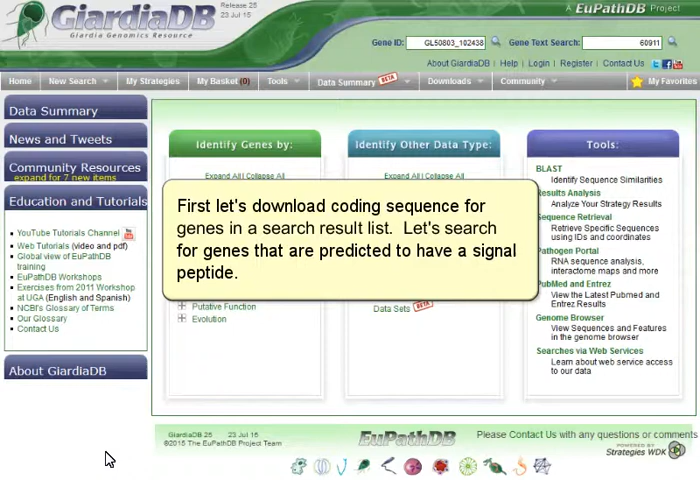 GiardiaDB
Giardia Genomics Resource
Release 25
23 Jul 15
A EuPathDB Project
Gene ID: GL50803_102438 Gene Text Search: 60911
About GiardiaDB | Help | Login | Register | Contact Us
Home New Search My Strategies My Basket (0) Tools Data Summary BETA Downloads Community My Favorites
Data Summary
News and Tweets
Community Resources
expand for 7 new items
Education and Tutorials
YouTube Tutorials Channel
Web Tutorials (video and pdf)
Global view of EuPathDB
training
EuPathDB Workshops
Exercises from 2011 Workshop
at UGA (English and Spanish)
NCBI's Glossary of Terms
Our Glossary
Contact Us
About GiardiaDB
Identify Genes by:
Expand All | Collapse All
Putative Function
Evolution
Identify Other Data Type:
Expand All | Collapse All
Data Sets BETA
First let's download coding sequence for
genes in a search result list. Let's search
for genes that are predicted to have a signal
peptide.
Tools:
BLAST
Identify Sequence Similarities
Results Analysis
Analyze Your Strategy Results
Sequence Retrieval
Retrieve Specific Sequences
using IDs and coordinates
Pathogen Portal
RNA sequence analysis,
interactome maps and more
PubMed and Entrez
View the Latest Pubmed and
Entrez Results
Genome Browser
View Sequences and Features
in the genome browser
Searches via Web Services
Learn about web service access
to our data
GiardiaDB 25 23 Jul 15
©2015 The EuPathDB Project Team
EuPathDB
Please Contact Us with any questions or comments
POWERED BY
Strategies WDK